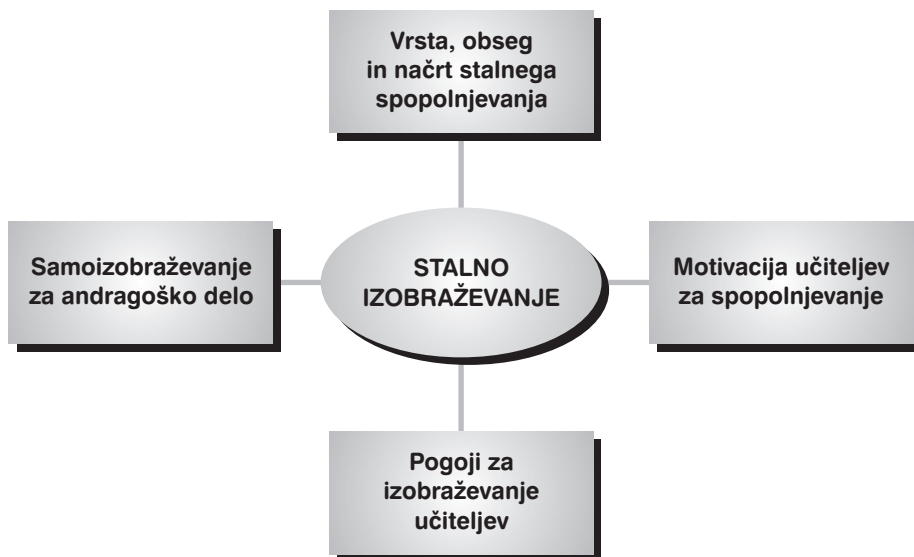 Vrsta, obseg
in načrt stalnega
spopolnjevanja
Samoizobraževanje
za andragoško delo
STALNO
IZOBRAŽEVANJE
Motivacija učiteljev
za spopolnjevanje
Pogoji za
izobraževanje
učiteljev